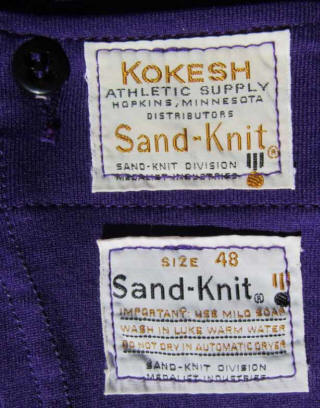 KOKESH
ATHLETIC SUPPLY
HOPKINS, MINNESOTA
DISTRIBUTORS
Sand-Knit®
SAND-KNIT DIVISION
MEDALIST INDUSTRIES
SIZE 48
Sand-Knit®
IMPORTANT: USE MILD SOAP
WASH IN LUKE WARM WATER
DO NOT DRY IN AUTOMATIC DRYER
SAND-KNIT DIVISION
MEDALIST INDUSTRIES